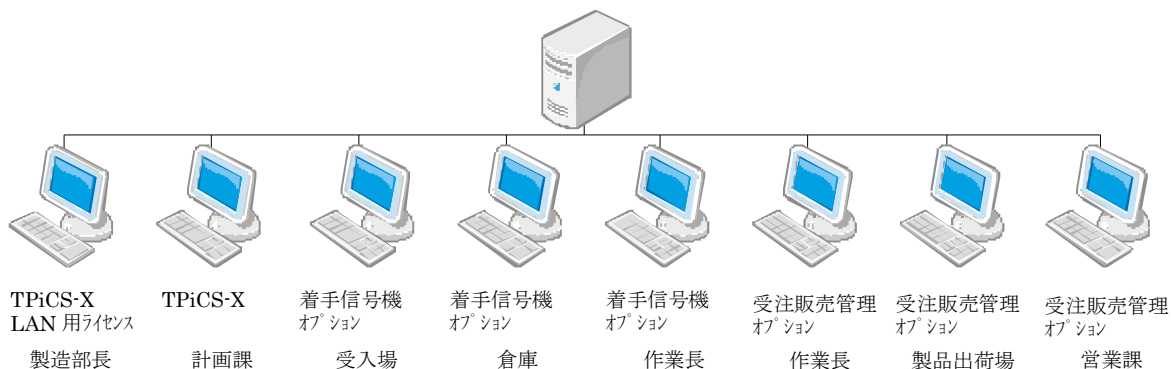 TPiCS-X
LAN 用ライセンス
製造部長
TPiCS-X
計画課
着手信号機
オプション
受入場
着手信号機
オプション
倉庫
着手信号機
オプション
作業長
受注販売管理
オプション
作業長
受注販売管理
オプション
製品出荷場
受注販売管理
オプション
営業課